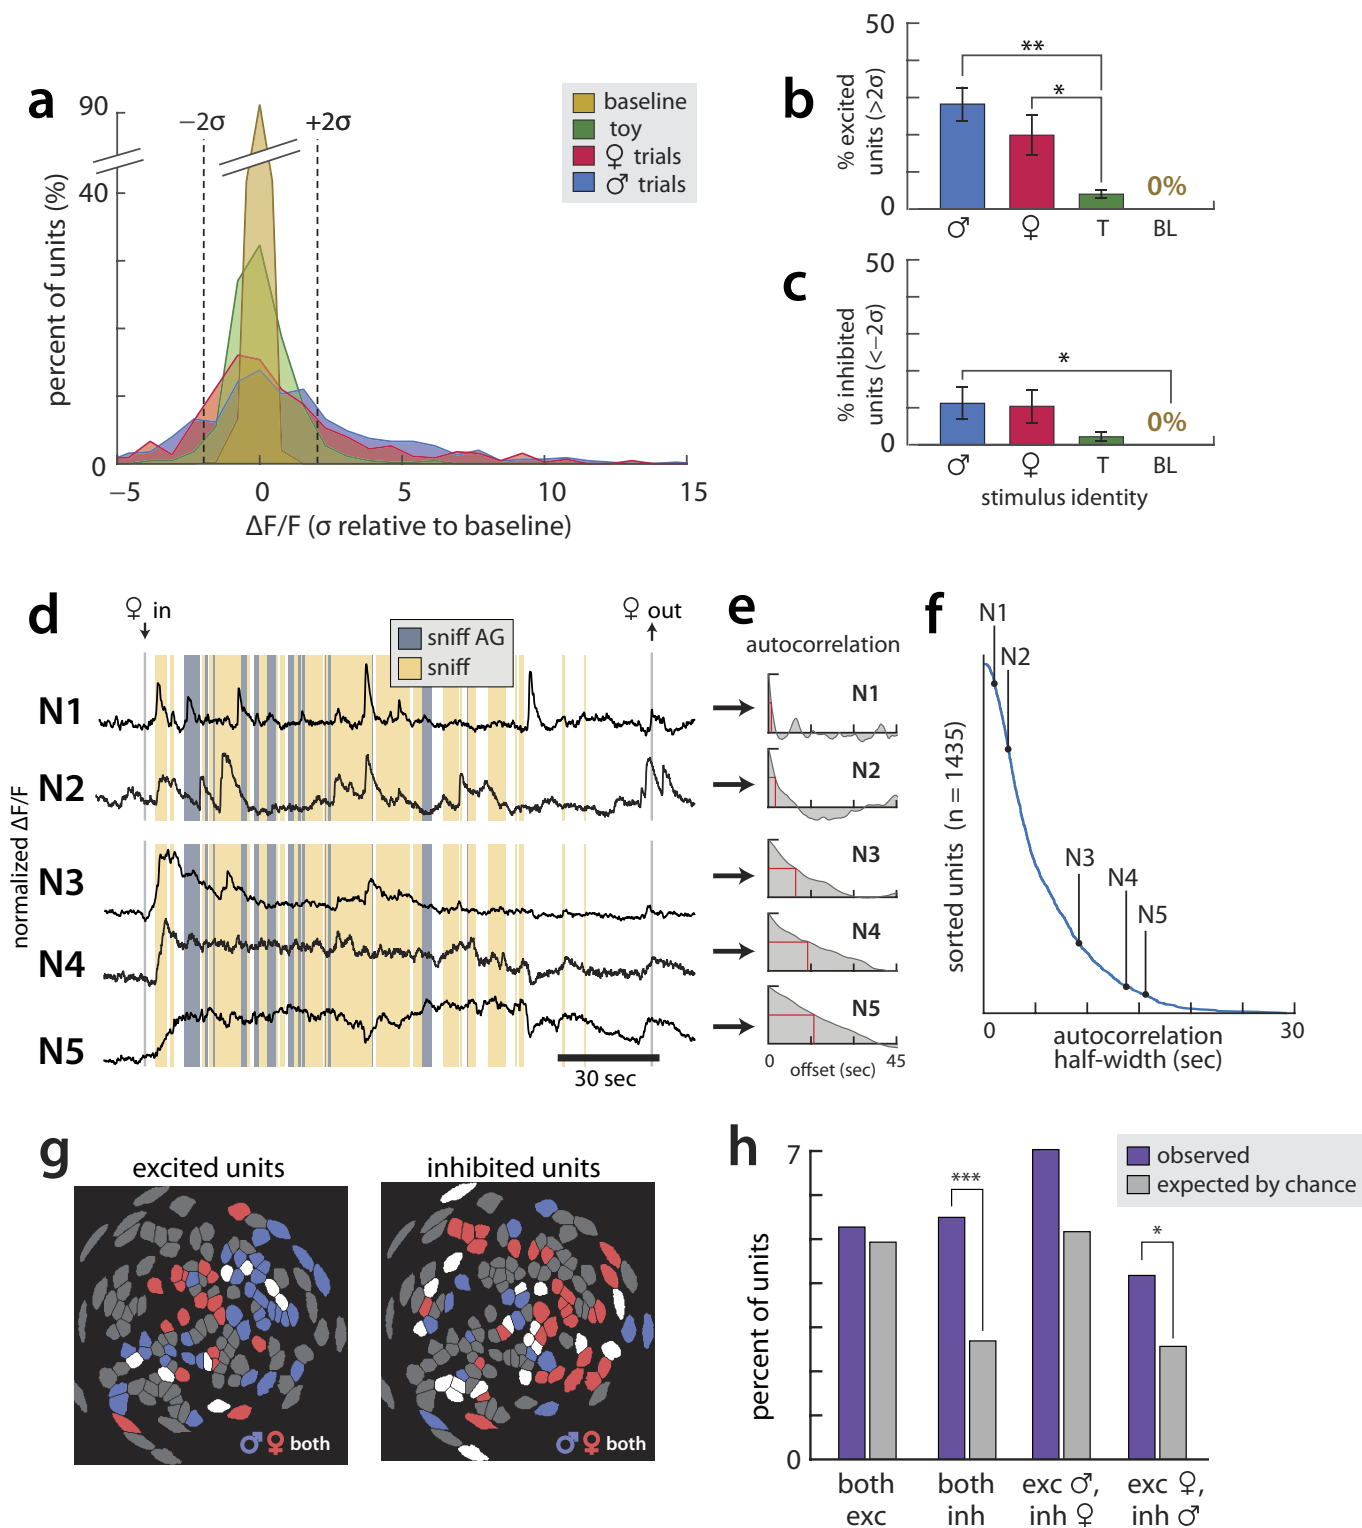 a
90
40
0
percent of units (%)
−2σ
+2σ
baseline
toy
♀ trials
♂ trials
−5
0
5
10
15
ΔF/F (σ relative to baseline)
b
50
0
% excited
units (>2σ)
**
*
0%
♂
♀
T
BL
c
50
0
% inhibited
units (<−2σ)
*
0%
♂
♀
T
BL
stimulus identity
d
♀ in
♀ out
sniff AG
sniff
normalized ΔF/F
N1
N2
N3
N4
N5
30 sec
e
autocorrelation
N1
N2
N3
N4
N5
0
45
offset (sec)
f
N1
N2
N3
N4
N5
sorted units (n = 1435)
0
30
autocorrelation
half-width (sec)
g
excited units
inhibited units
♂ ♀ both
♂ ♀ both
h
7
0
percent of units
observed
expected by chance
***
*
both
exc
both
inh
exc ♂,
inh ♀
exc ♀,
inh ♂